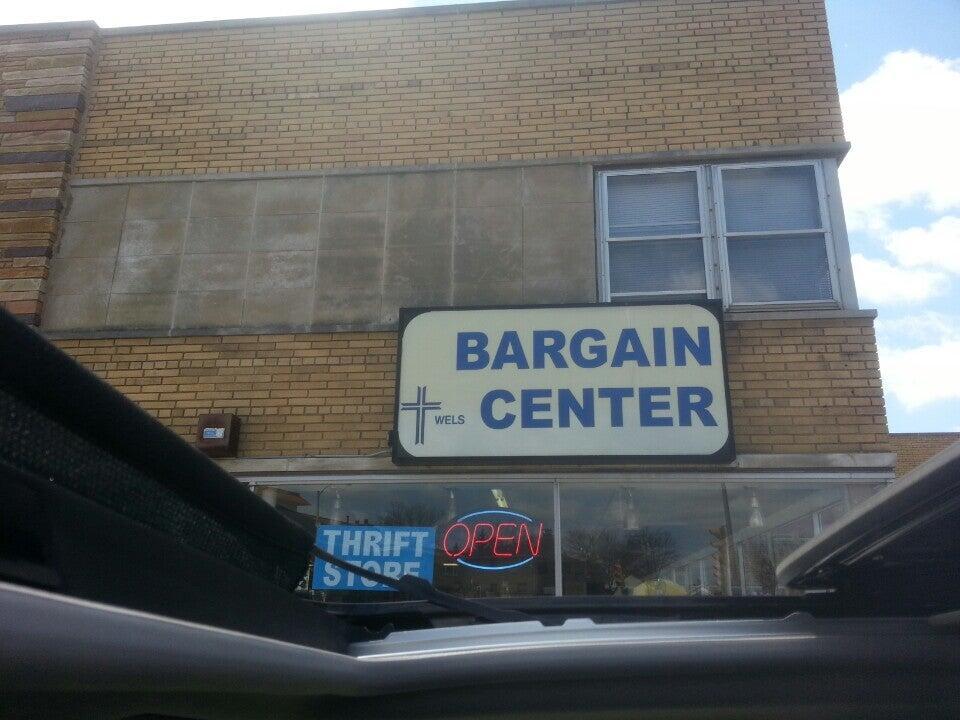 BARGAIN
WELS CENTER
THRIFT
STORE
OPEN